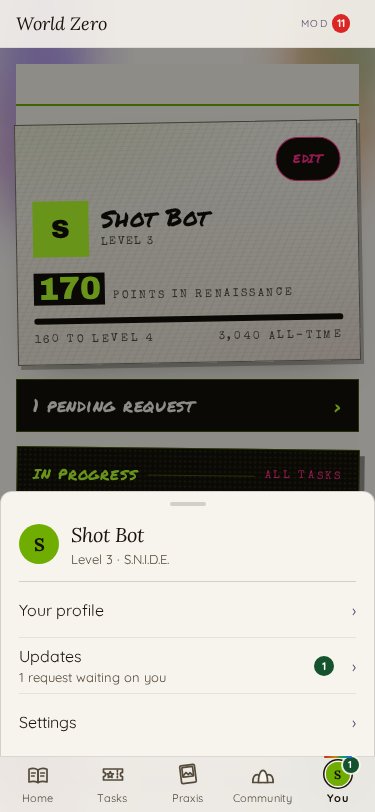 World Zero
MOD 11
EDIT
S
SHOT BOT
LEVEL 3
170 POINTS IN RENAISSANCE
160 TO LEVEL 4 3,040 ALL-TIME
1 PENDING REQUEST ›
IN PROGRESS ALL TASKS
S
Shot Bot
Level 3 · S.N.I.D.E.
Your profile ›
Updates 1 ›
1 request waiting on you
Settings ›
S 1
Home Tasks Praxis Community You